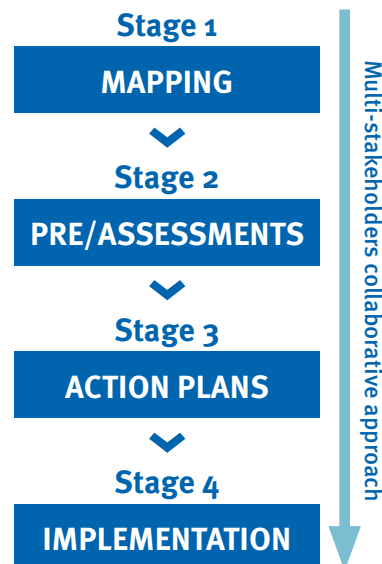 Stage 1
MAPPING
Stage 2
PRE/ASSESSMENTS
Stage 3
ACTION PLANS
Stage 4
IMPLEMENTATION
Multi-stakeholders collaborative approach